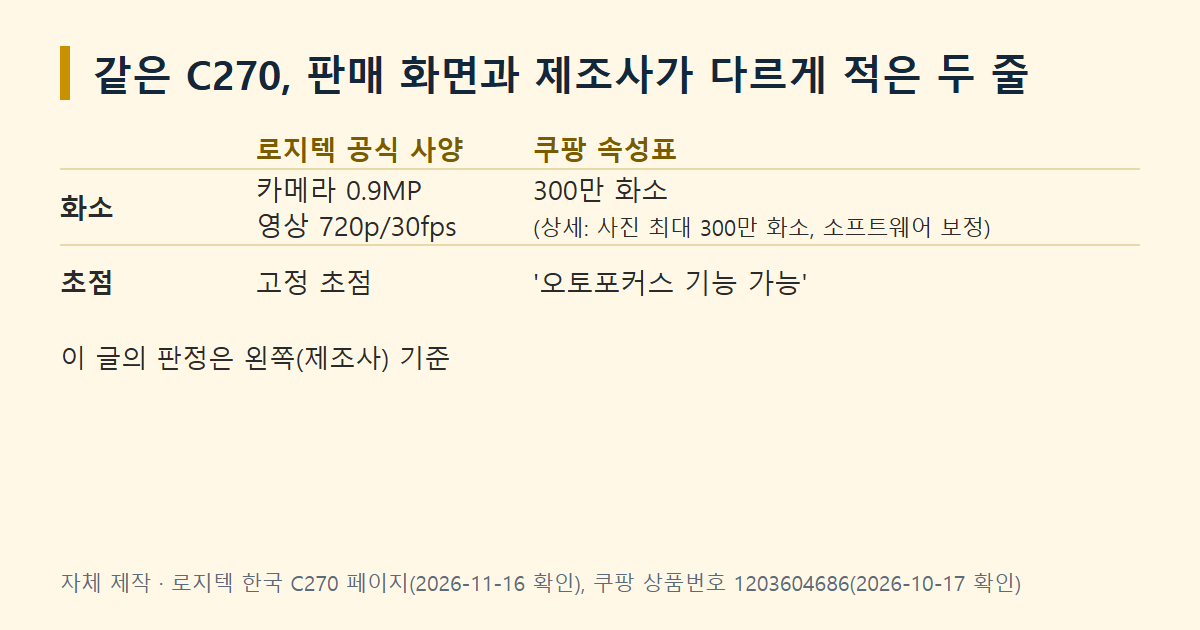 같은 C270, 판매 화면과 제조사가 다르게 적은 두 줄
로지텍 공식 사양 쿠팡 속성표
화소
카메라 0.9MP
영상 720p/30fps
300만 화소
(상세: 사진 최대 300만 화소, 소프트웨어 보정)
초점 고정 초점 '오토포커스 기능 가능'
이 글의 판정은 왼쪽(제조사) 기준
자체 제작 · 로지텍 한국 C270 페이지(2026-11-16 확인), 쿠팡 상품번호 1203604686(2026-10-17 확인)